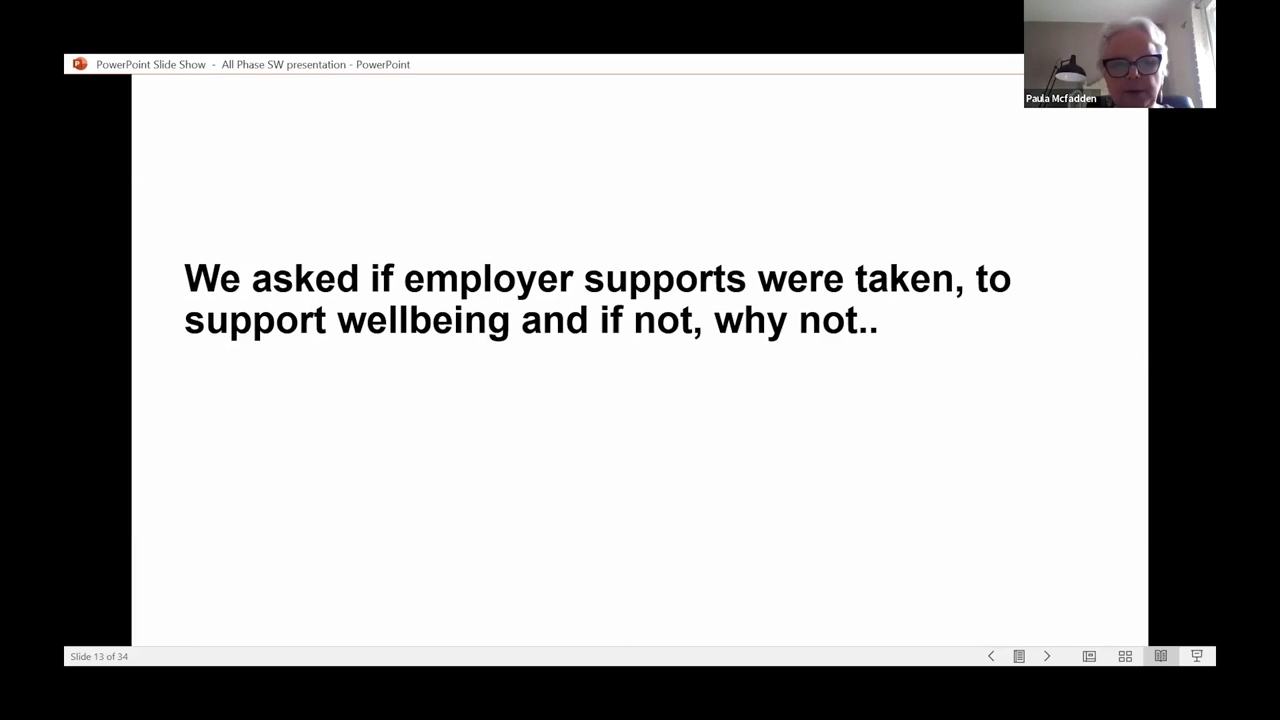 PowerPoint Slide Show - All Phase SW presentation - PowerPoint
Paula Mcfadden
We asked if employer supports were taken, to
support wellbeing and if not, why not..
Slide 13 of 34